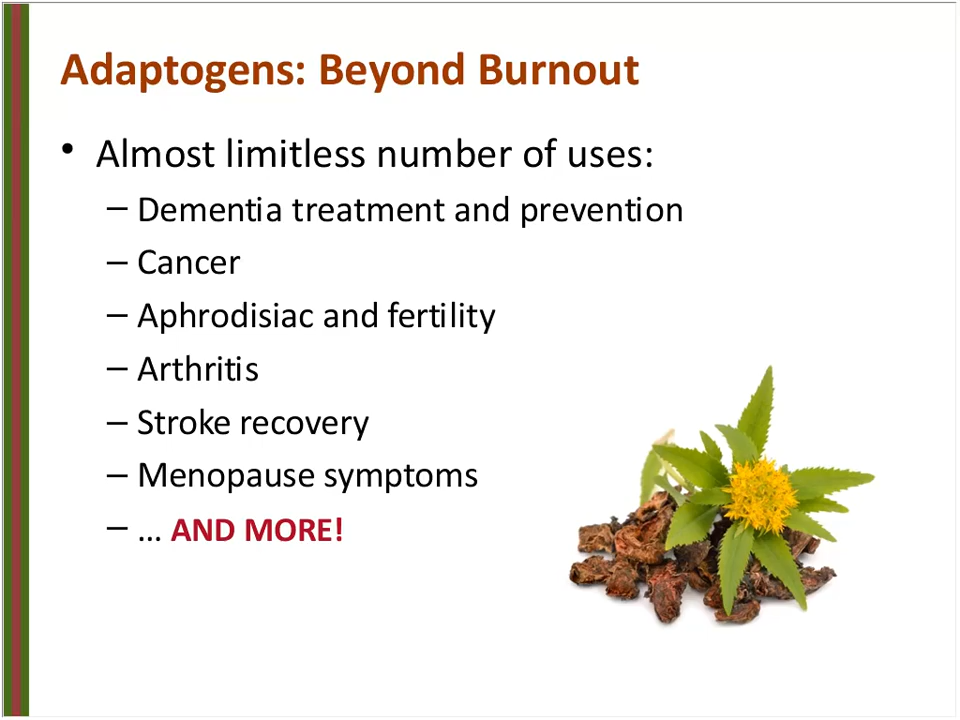 Adaptogens: Beyond Burnout
• Almost limitless number of uses:
– Dementia treatment and prevention
– Cancer
– Aphrodisiac and fertility
– Arthritis
– Stroke recovery
– Menopause symptoms
– ... AND MORE!